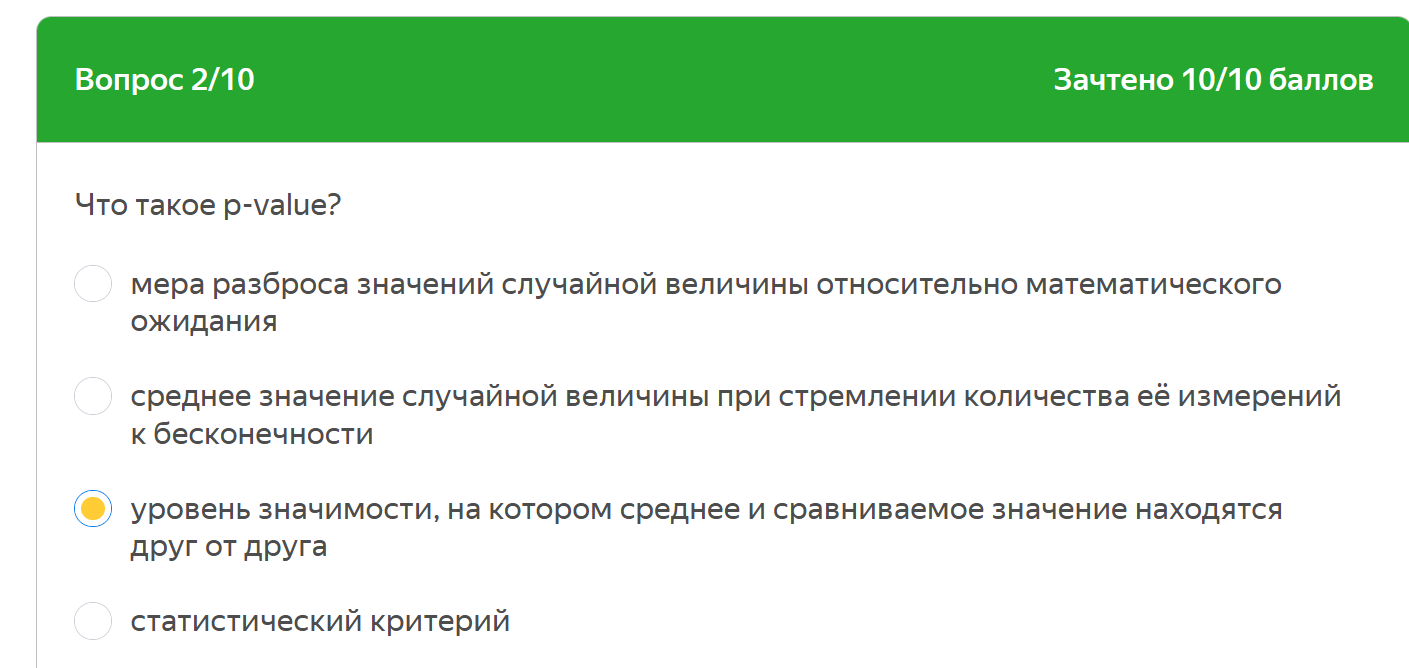 Вопрос 2/10
Зачтено 10/10 баллов
Что такое p-value?
мера разброса значений случайной величины относительно математического
ожидания
среднее значение случайной величины при стремлении количества её измерений
к бесконечности
уровень значимости, на котором среднее и сравниваемое значение находятся
друг от друга
статистический критерий